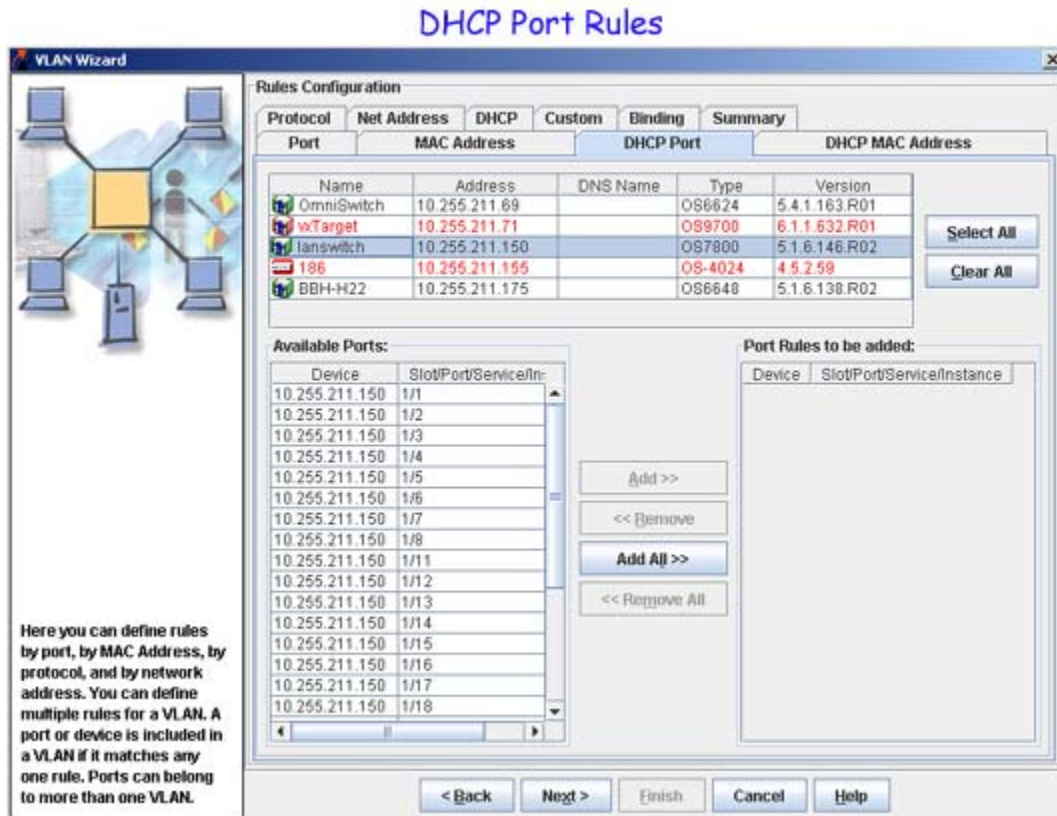 DHCP Port Rules
VLAN Wizard
Rules Configuration
Protocol Net Address DHCP Custom Binding Summary
Port MAC Address DHCP Port DHCP MAC Address
Name Address DNS Name Type Version
OmniSwitch 10.255.211.69 OS6624 5.4.1.163.R01
vxTarget 10.255.211.71 OS9700 6.1.1.632.R01
lanswitch 10.255.211.150 OS7800 5.1.6.146.R02
186 10.255.211.155 OS-4024 4.5.2.59
BBH-H22 10.255.211.175 OS6648 5.1.6.138.R02
Select All
Clear All
Available Ports:
Device Slot/Port/Service/In
10.255.211.150 1/1
10.255.211.150 1/2
10.255.211.150 1/3
10.255.211.150 1/4
10.255.211.150 1/5
10.255.211.150 1/6
10.255.211.150 1/7
10.255.211.150 1/8
10.255.211.150 1/11
10.255.211.150 1/12
10.255.211.150 1/13
10.255.211.150 1/14
10.255.211.150 1/15
10.255.211.150 1/16
10.255.211.150 1/17
10.255.211.150 1/18
Add >>
<< Remove
Add All >>
<< Remove All
Port Rules to be added:
Device Slot/Port/Service/Instance
Here you can define rules
by port, by MAC Address, by
protocol, and by network
address. You can define
multiple rules for a VLAN. A
port or device is included in
a VLAN if it matches any
one rule. Ports can belong
to more than one VLAN.
< Back Next > Finish Cancel Help